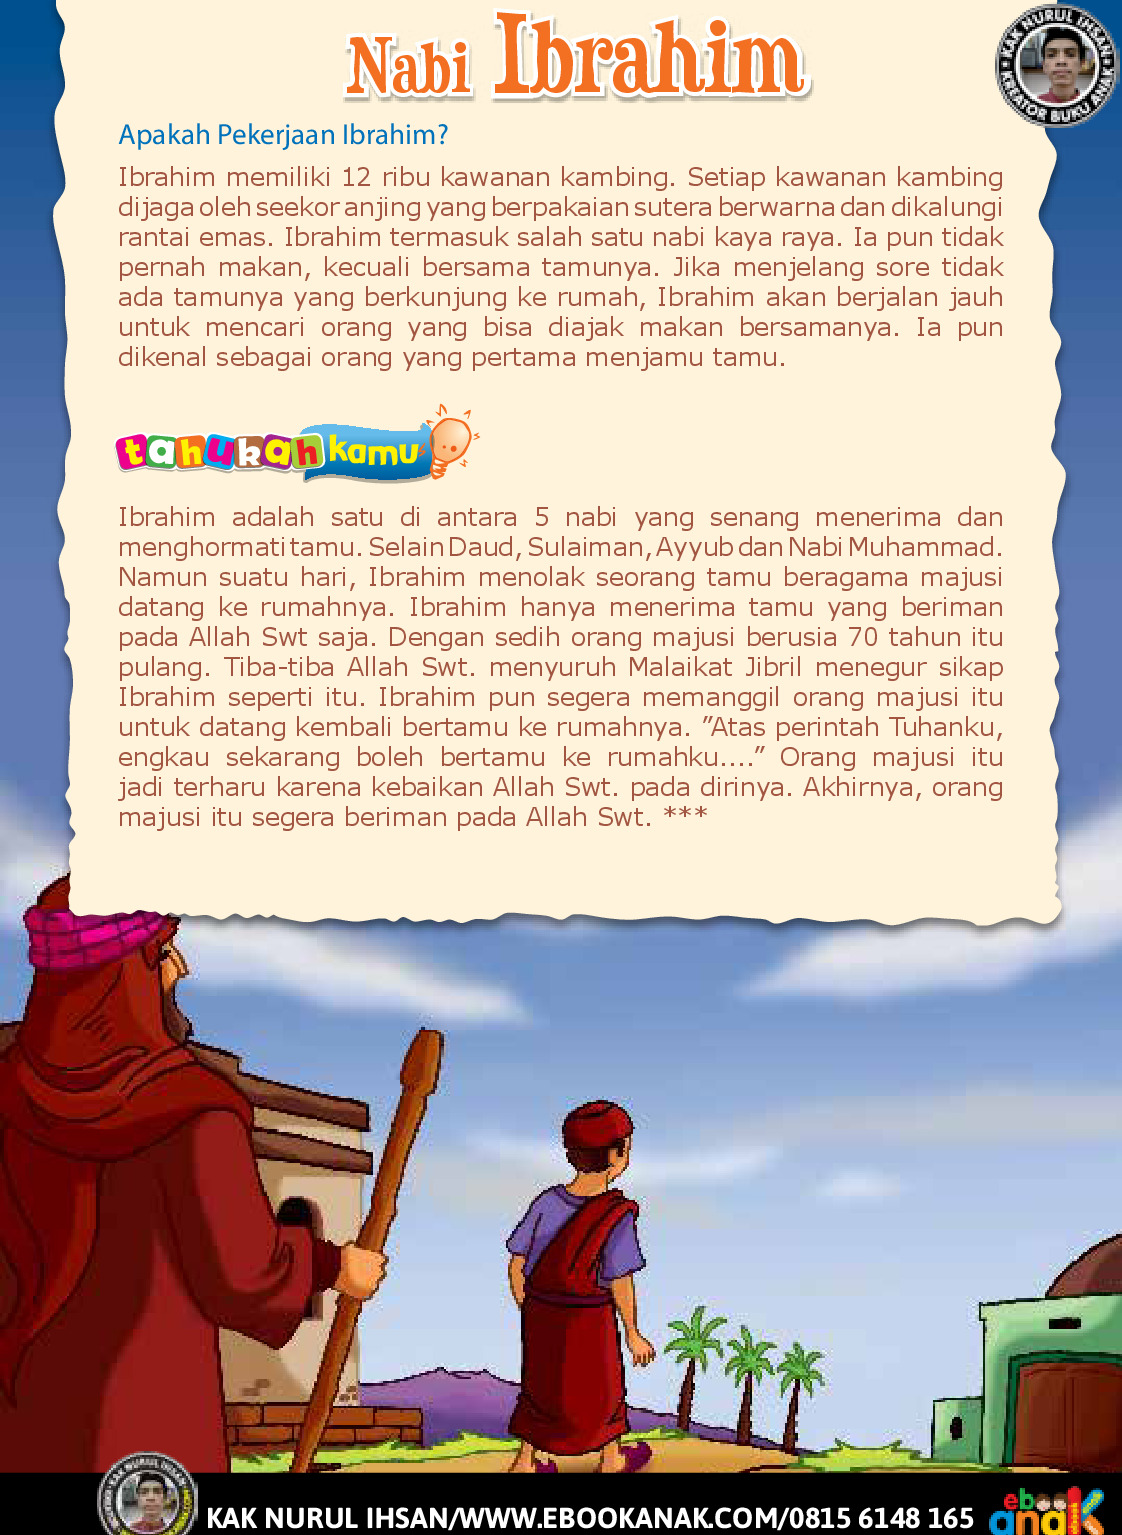 Nabi Ibrahim
KAK NURUL IHSAN
KREATOR BUKU ANAK
Apakah Pekerjaan Ibrahim?
Ibrahim memiliki 12 ribu kawanan kambing. Setiap kawanan kambing
dijaga oleh seekor anjing yang berpakaian sutera berwarna dan dikalungi
rantai emas. Ibrahim termasuk salah satu nabi kaya raya. Ia pun tidak
pernah makan, kecuali bersama tamunya. Jika menjelang sore tidak
ada tamunya yang berkunjung ke rumah, Ibrahim akan berjalan jauh
untuk mencari orang yang bisa diajak makan bersamanya. Ia pun
dikenal sebagai orang yang pertama menjamu tamu.
tahukah kamu
Ibrahim adalah satu di antara 5 nabi yang senang menerima dan
menghormati tamu. Selain Daud, Sulaiman, Ayyub dan Nabi Muhammad.
Namun suatu hari, Ibrahim menolak seorang tamu beragama majusi
datang ke rumahnya. Ibrahim hanya menerima tamu yang beriman
pada Allah Swt saja. Dengan sedih orang majusi berusia 70 tahun itu
pulang. Tiba-tiba Allah Swt. menyuruh Malaikat Jibril menegur sikap
Ibrahim seperti itu. Ibrahim pun segera memanggil orang majusi itu
untuk datang kembali bertamu ke rumahnya. ”Atas perintah Tuhanku,
engkau sekarang boleh bertamu ke rumahku....” Orang majusi itu
jadi terharu karena kebaikan Allah Swt. pada dirinya. Akhirnya, orang
majusi itu segera beriman pada Allah Swt. ***
KAK NURUL IHSAN
KAK NURUL IHSAN/WWW.EBOOKANAK.COM/0815 6148 165
ebook
anak